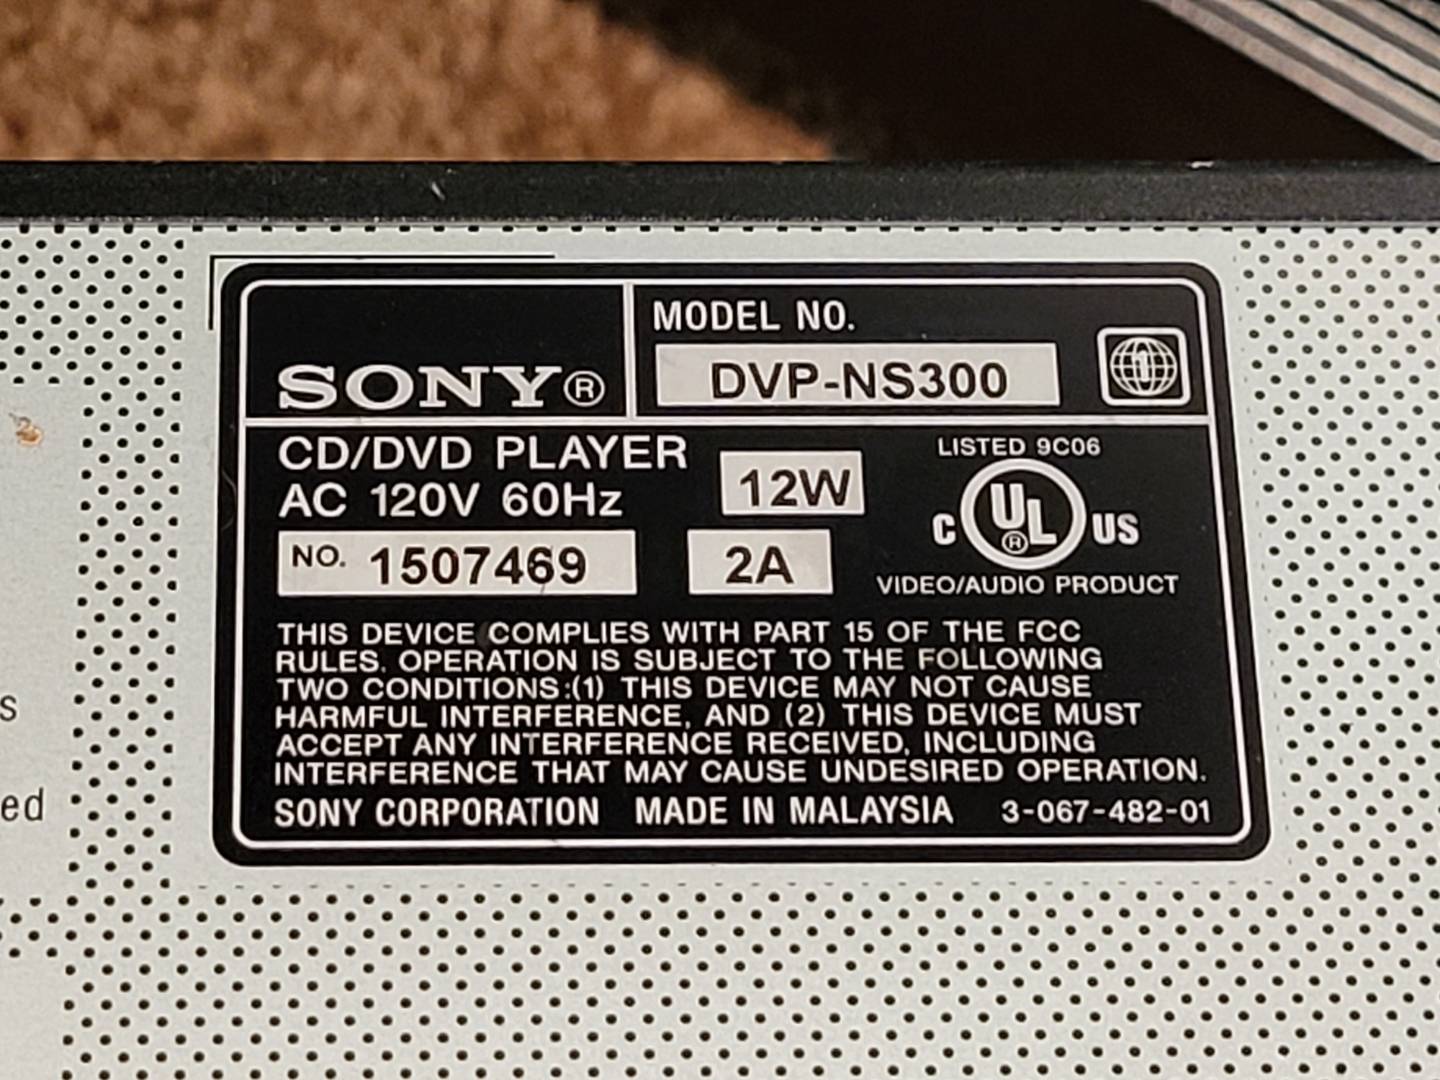 SONY®
MODEL NO.
DVP-NS300
1
CD/DVD PLAYER
AC 120V 60Hz
12W
NO. 1507469
2A
LISTED 9C06
C UL® US
VIDEO/AUDIO PRODUCT
THIS DEVICE COMPLIES WITH PART 15 OF THE FCC
RULES. OPERATION IS SUBJECT TO THE FOLLOWING
TWO CONDITIONS:(1) THIS DEVICE MAY NOT CAUSE
HARMFUL INTERFERENCE, AND (2) THIS DEVICE MUST
ACCEPT ANY INTERFERENCE RECEIVED, INCLUDING
INTERFERENCE THAT MAY CAUSE UNDESIRED OPERATION.
SONY CORPORATION MADE IN MALAYSIA 3-067-482-01